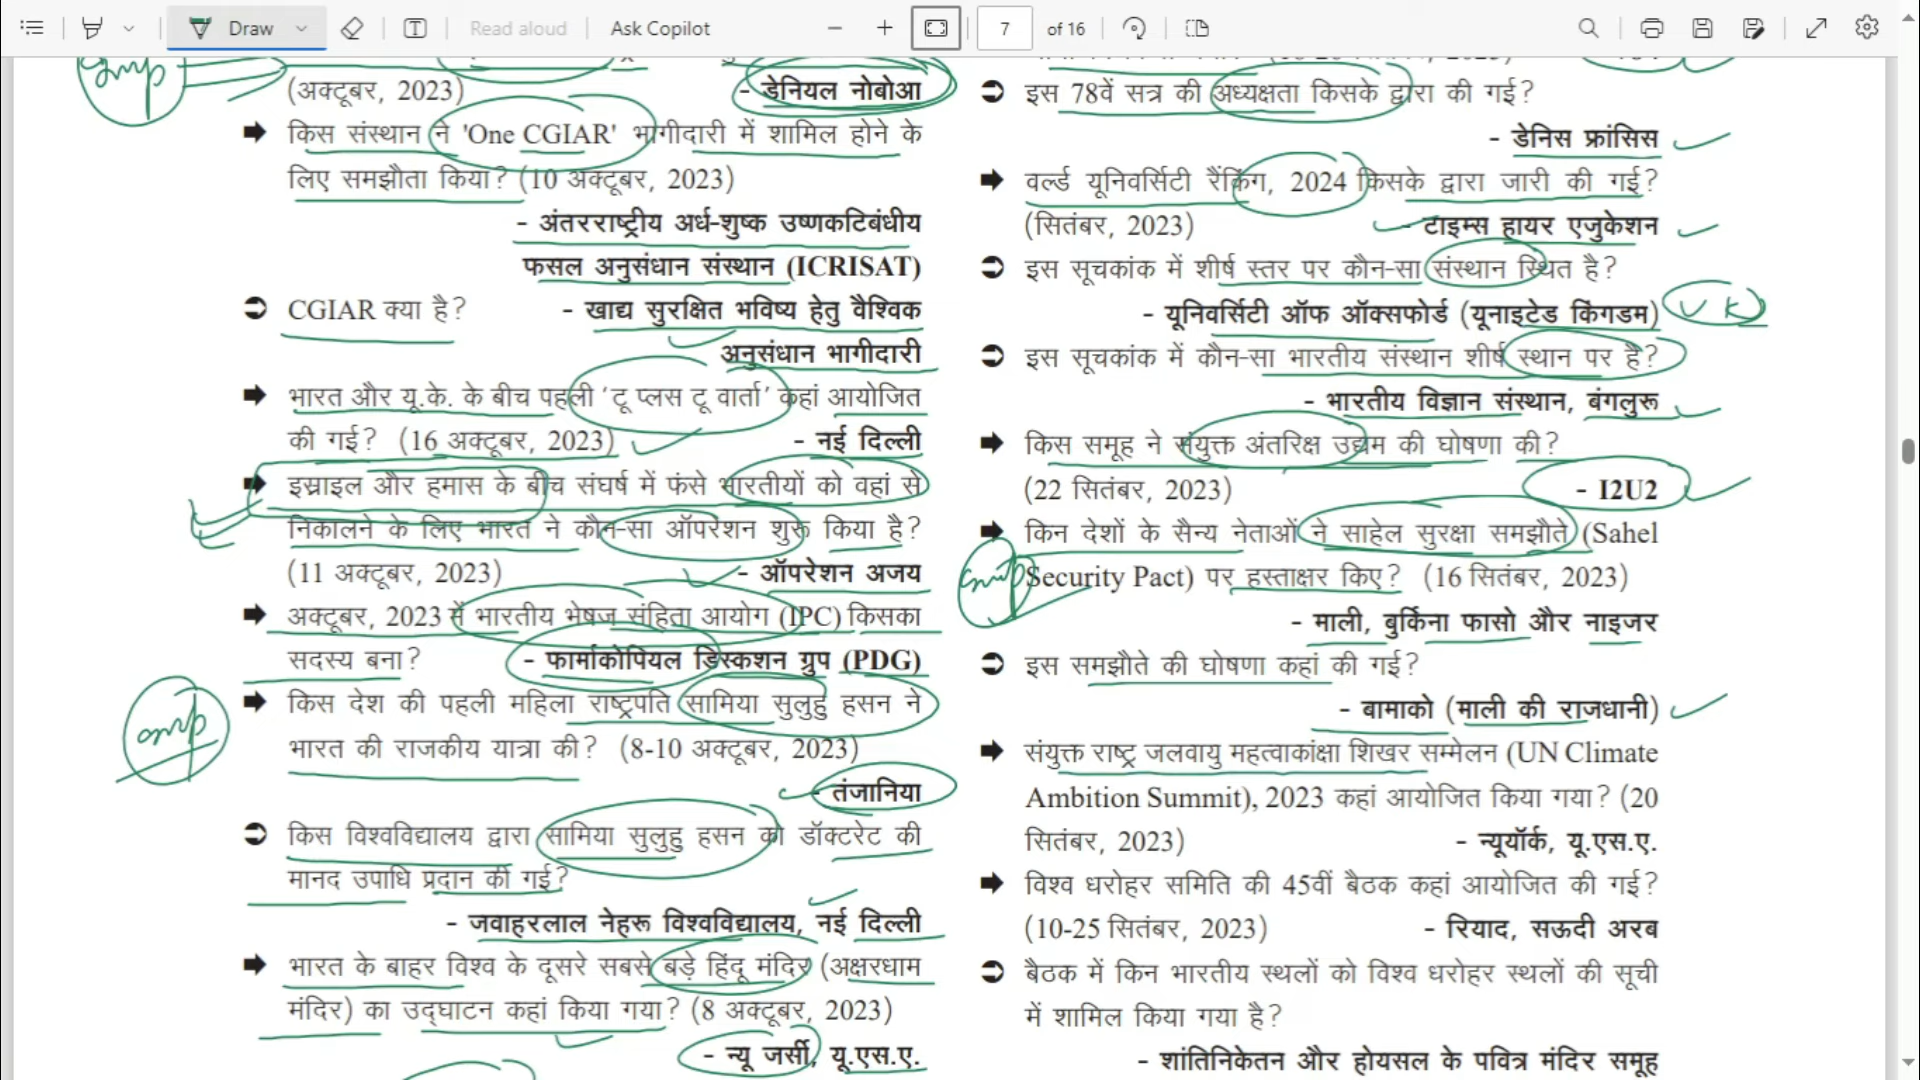 Draw
Read aloud
Ask Copilot
7
of 16
Imp
(अक्टूबर, 2023) - डेनियल नोबोआ
किस संस्थान ने 'One CGIAR' भागीदारी में शामिल होने के
लिए समझौता किया? (10 अक्टूबर, 2023)
- अंतरराष्ट्रीय अर्ध-शुष्क उष्णकटिबंधीय
फसल अनुसंधान संस्थान (ICRISAT)
CGIAR क्या है? - खाद्य सुरक्षित भविष्य हेतु वैश्विक
अनुसंधान भागीदारी
भारत और यू.के. के बीच पहली 'टू प्लस टू वार्ता' कहां आयोजित
की गई? (16 अक्टूबर, 2023) - नई दिल्ली
इस्राइल और हमास के बीच संघर्ष में फंसे भारतीयों को वहां से
निकालने के लिए भारत ने कौन-सा ऑपरेशन शुरू किया है?
(11 अक्टूबर, 2023) - ऑपरेशन अजय
अक्टूबर, 2023 में भारतीय भेषज संहिता आयोग (IPC) किसका
सदस्य बना? - फार्माकोपियल डिस्कशन ग्रुप (PDG)
Imp
किस देश की पहली महिला राष्ट्रपति सामिया सुलुहु हसन ने
भारत की राजकीय यात्रा की? (8-10 अक्टूबर, 2023)
- तंजानिया
किस विश्वविद्यालय द्वारा सामिया सुलुहु हसन को डॉक्टरेट की
मानद उपाधि प्रदान की गई?
- जवाहरलाल नेहरू विश्वविद्यालय, नई दिल्ली
भारत के बाहर विश्व के दूसरे सबसे बड़े हिंदू मंदिर (अक्षरधाम
मंदिर) का उद्घाटन कहां किया गया? (8 अक्टूबर, 2023)
- न्यू जर्सी, यू.एस.ए.
इस 78वें सत्र की अध्यक्षता किसके द्वारा की गई?
- डेनिस फ्रांसिस
वर्ल्ड यूनिवर्सिटी रैंकिंग, 2024 किसके द्वारा जारी की गई?
(सितंबर, 2023) - टाइम्स हायर एजुकेशन
इस सूचकांक में शीर्ष स्तर पर कौन-सा संस्थान स्थित है?
- यूनिवर्सिटी ऑफ ऑक्सफोर्ड (यूनाइटेड किंगडम) UK
इस सूचकांक में कौन-सा भारतीय संस्थान शीर्ष स्थान पर है?
- भारतीय विज्ञान संस्थान, बंगलुरू
किस समूह ने संयुक्त अंतरिक्ष उद्यम की घोषणा की?
(22 सितंबर, 2023) - I2U2
किन देशों के सैन्य नेताओं ने साहेल सुरक्षा समझौते (Sahel
Imp
Security Pact) पर हस्ताक्षर किए? (16 सितंबर, 2023)
- माली, बुर्किना फासो और नाइजर
इस समझौते की घोषणा कहां की गई?
- बामाको (माली की राजधानी)
संयुक्त राष्ट्र जलवायु महत्वाकांक्षा शिखर सम्मेलन (UN Climate
Ambition Summit), 2023 कहां आयोजित किया गया? (20
सितंबर, 2023) - न्यूयॉर्क, यू.एस.ए.
विश्व धरोहर समिति की 45वीं बैठक कहां आयोजित की गई?
(10-25 सितंबर, 2023) - रियाद, सऊदी अरब
बैठक में किन भारतीय स्थलों को विश्व धरोहर स्थलों की सूची
में शामिल किया गया है?
- शांतिनिकेतन और होयसल के पवित्र मंदिर समूह